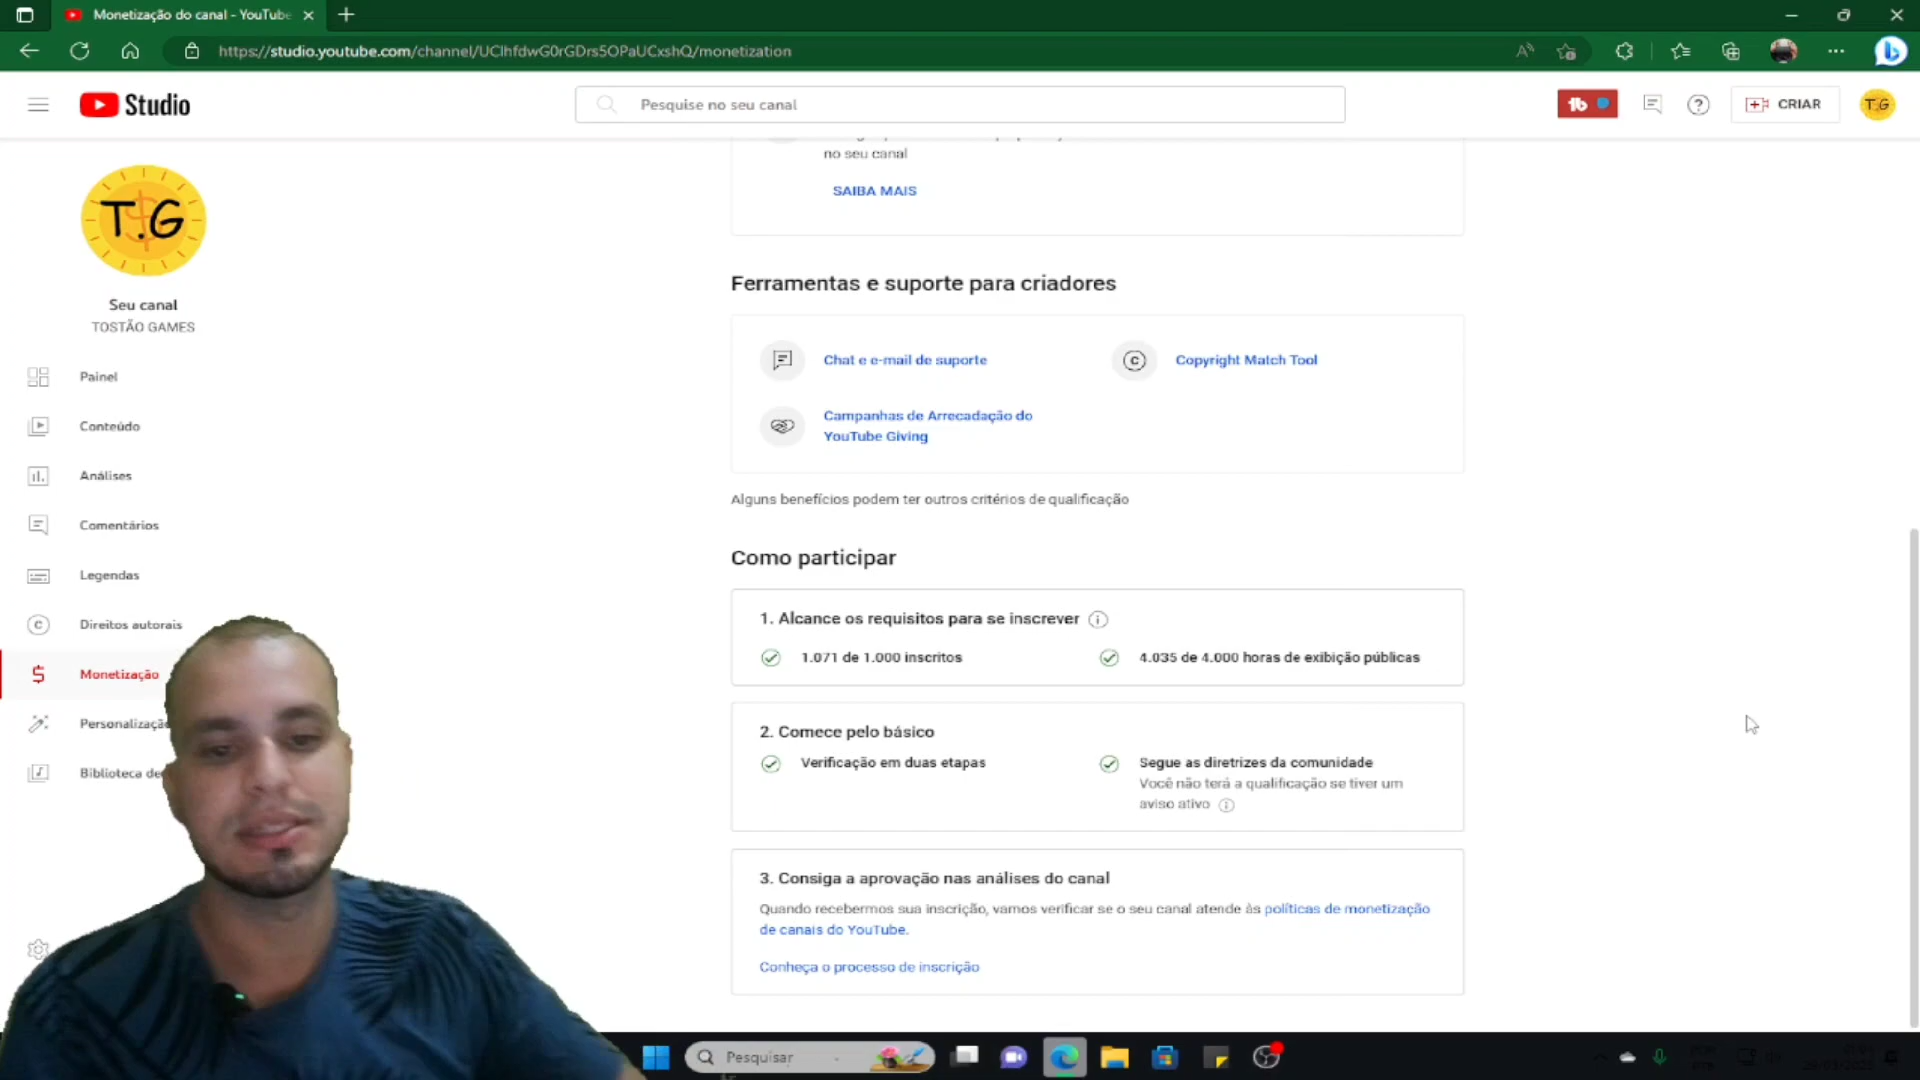 Monetização do canal - YouTube
https://studio.youtube.com/channel/UClhfdwG0rGDrs5OPaUCxshQ/monetization
Studio
Pesquise no seu canal
CRIAR
T.G
T.G
Seu canal
TOSTÃO GAMES
Painel
Conteúdo
Análises
Comentários
Legendas
Direitos autorais
Monetização
Personalização
Biblioteca de
no seu canal
SAIBA MAIS
Ferramentas e suporte para criadores
Chat e e-mail de suporte
Copyright Match Tool
Campanhas de Arrecadação do
YouTube Giving
Alguns benefícios podem ter outros critérios de qualificação
Como participar
1. Alcance os requisitos para se inscrever
1.071 de 1.000 inscritos
4.035 de 4.000 horas de exibição públicas
2. Comece pelo básico
Verificação em duas etapas
Segue as diretrizes da comunidade
Você não terá a qualificação se tiver um
aviso ativo
3. Consiga a aprovação nas análises do canal
Quando recebermos sua inscrição, vamos verificar se o seu canal atende às políticas de monetização
de canais do YouTube.
Conheça o processo de inscrição
Pesquisar